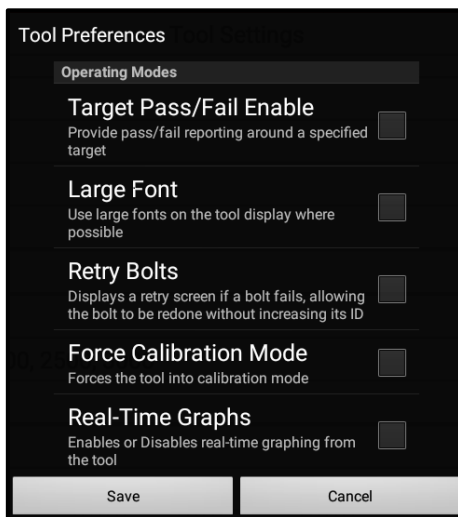 Tool Preferences
Tool Settings
Operating Modes
Target Pass/Fail Enable
Provide pass/fail reporting around a specified
target
Large Font
Use large fonts on the tool display where
possible
Retry Bolts
Displays a retry screen if a bolt fails, allowing
the bolt to be redone without increasing its ID
Force Calibration Mode
Forces the tool into calibration mode
Real-Time Graphs
Enables or Disables real-time graphing from
the tool
Save
Cancel